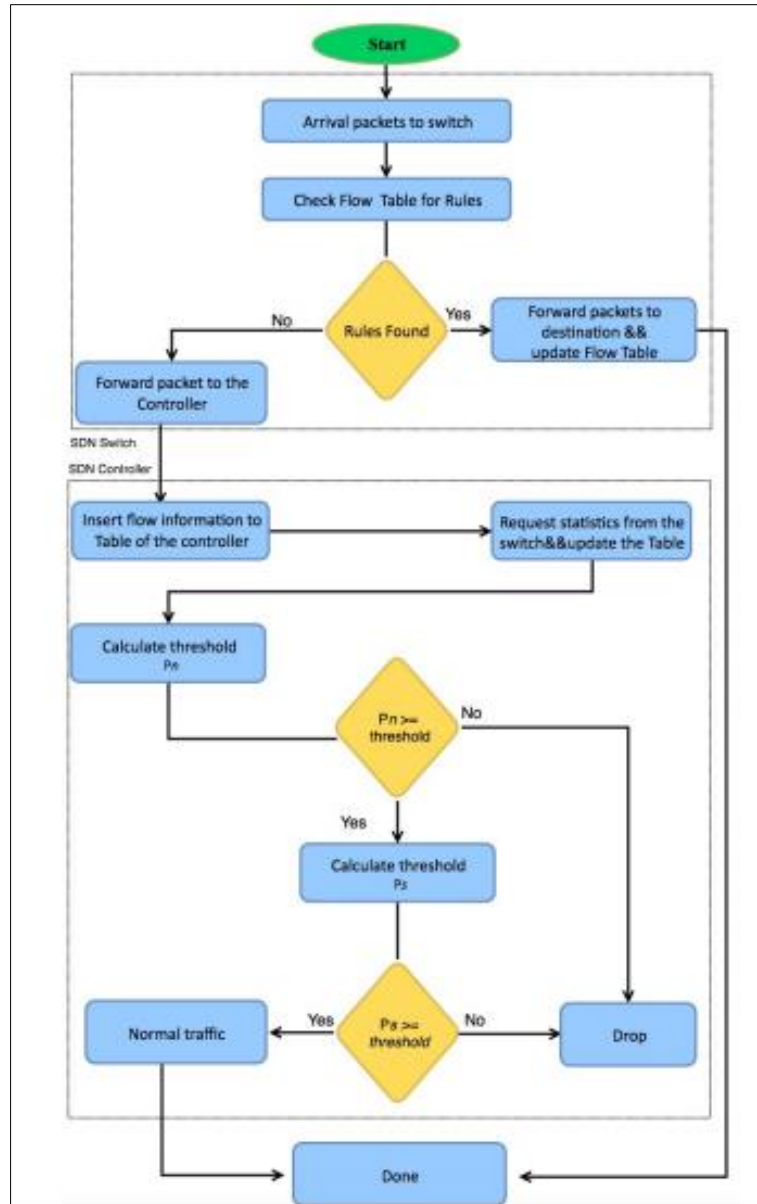 Start
Arrival packets to switch
Check Flow Table for Rules
Rules Found
No
Yes
Forward packets to
destination &&
update Flow Table
Forward packet to the
Controller
SDN Switch
SDN Controller
Insert flow information to
Table of the controller
Request statistics from the
switch&&update the Table
Calculate threshold
Pn
Pn >=
threshold
No
Yes
Calculate threshold
Ps
Ps >=
threshold
Yes
No
Normal traffic
Drop
Done